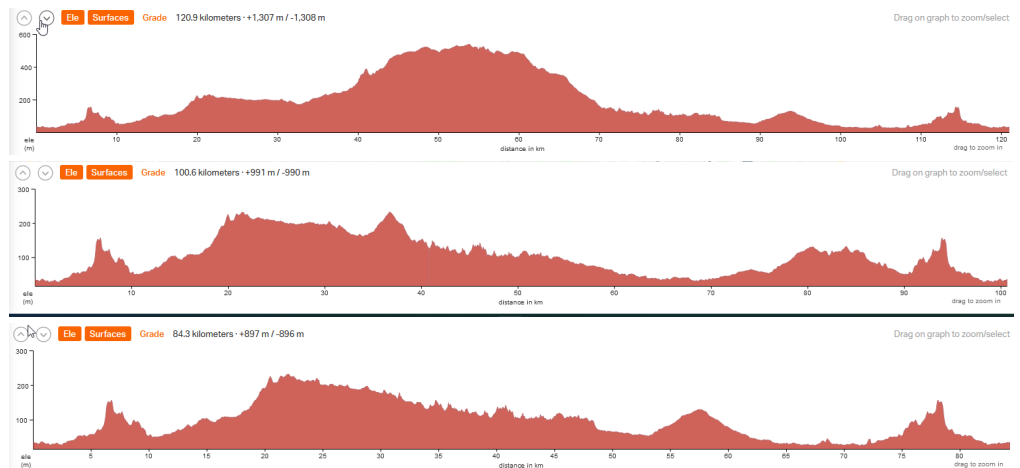 Ele Surfaces Grade 120.9 kilometers · +1,307 m / -1,308 m Drag on graph to zoom/select
600
400
200
ele
(m)
10 20 30 40 50 60 70 80 90 100 110 120
distance in km
drag to zoom in
Ele Surfaces Grade 100.6 kilometers · +991 m / -990 m Drag on graph to zoom/select
300
200
100
ele
(m)
10 20 30 40 50 60 70 80 90 100
distance in km
drag to zoom in
Ele Surfaces Grade 84.3 kilometers · +897 m / -896 m Drag on graph to zoom/select
300
200
100
ele
(m)
5 10 15 20 25 30 35 40 45 50 55 60 65 70 75 80
distance in km
drag to zoom in